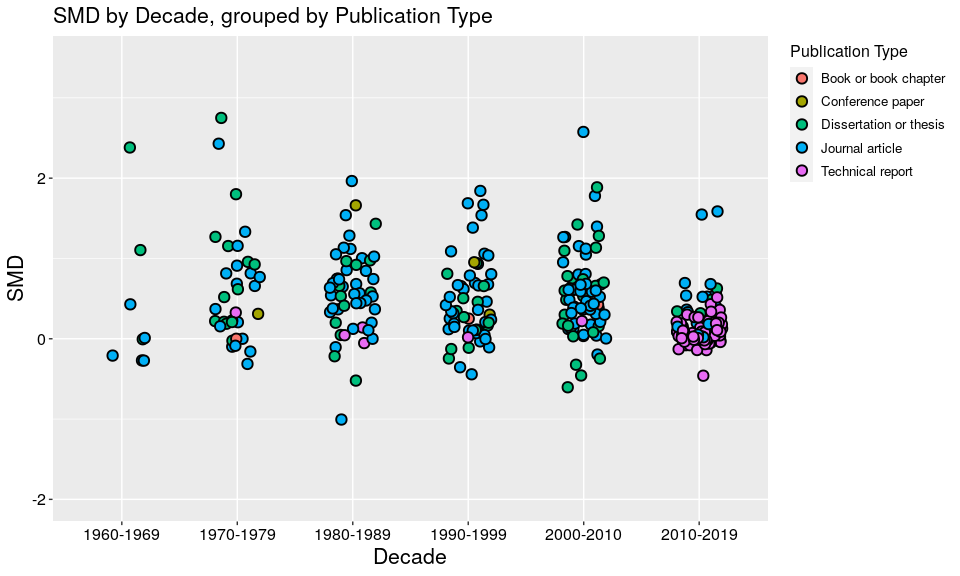 SMD by Decade, grouped by Publication Type
Publication Type
Book or book chapter
Conference paper
Dissertation or thesis
Journal article
Technical report
SMD
2
0
-2
1960-1969
1970-1979
1980-1989
1990-1999
2000-2010
2010-2019
Decade